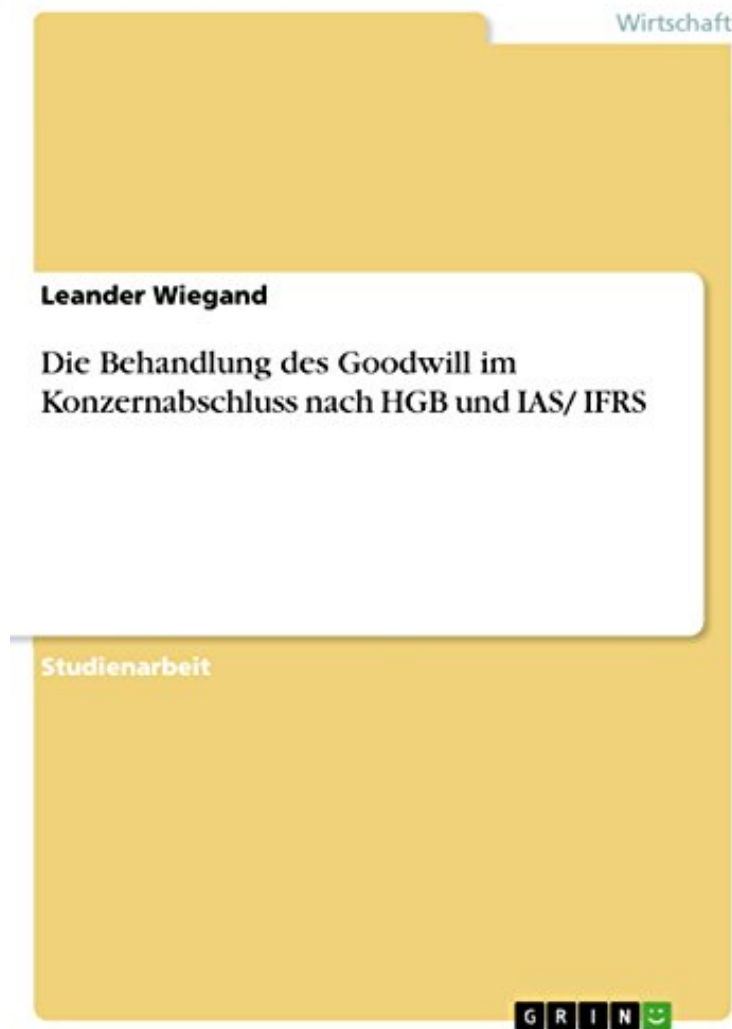 Wirtschaft
Leander Wiegand
Die Behandlung des Goodwill im
Konzernabschluss nach HGB und IAS/ IFRS
Studienarbeit
GRIN